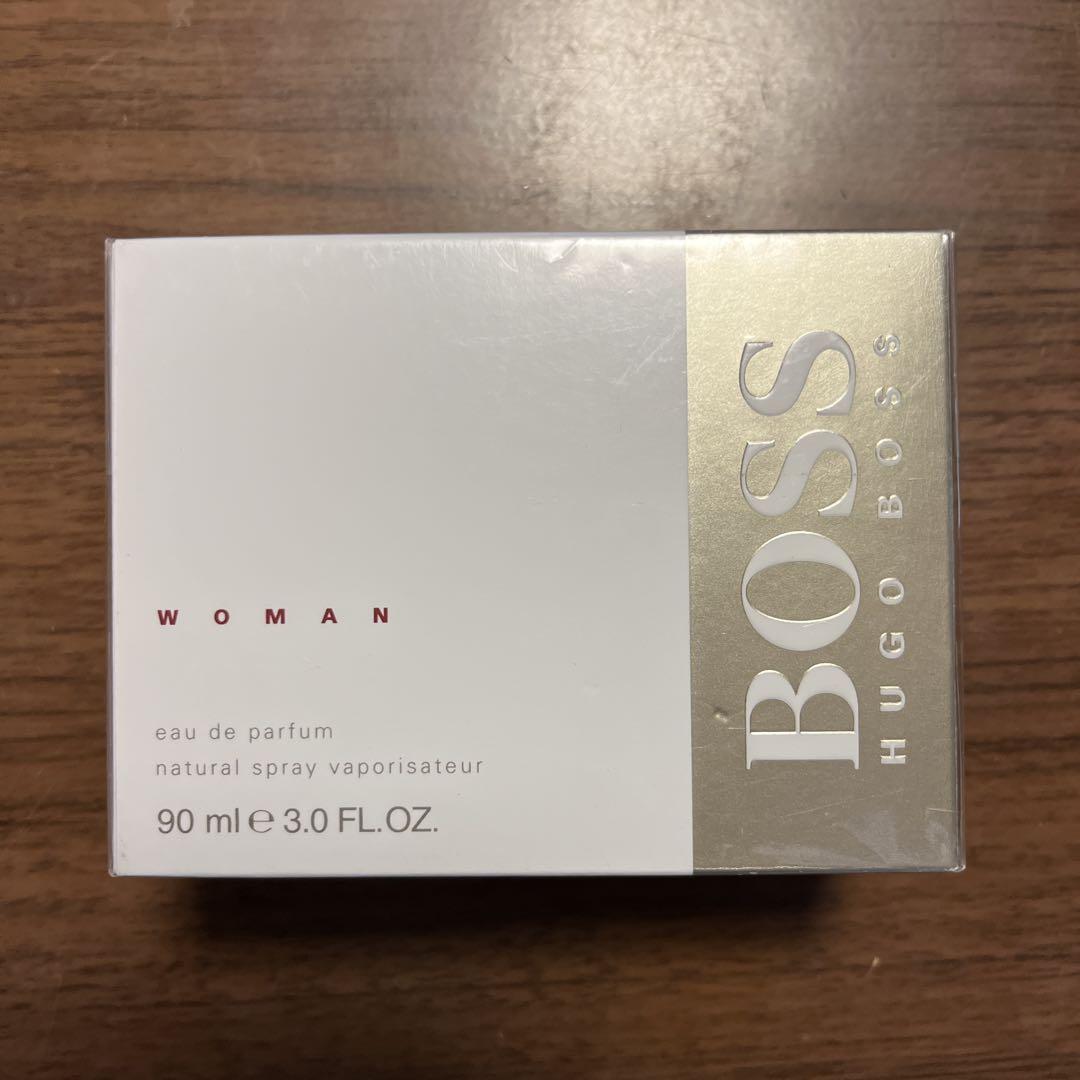 WOMAN
eau de parfum
natural spray vaporisateur
90 ml ℮ 3.0 FL.OZ.
BOSS
HUGO BOSS